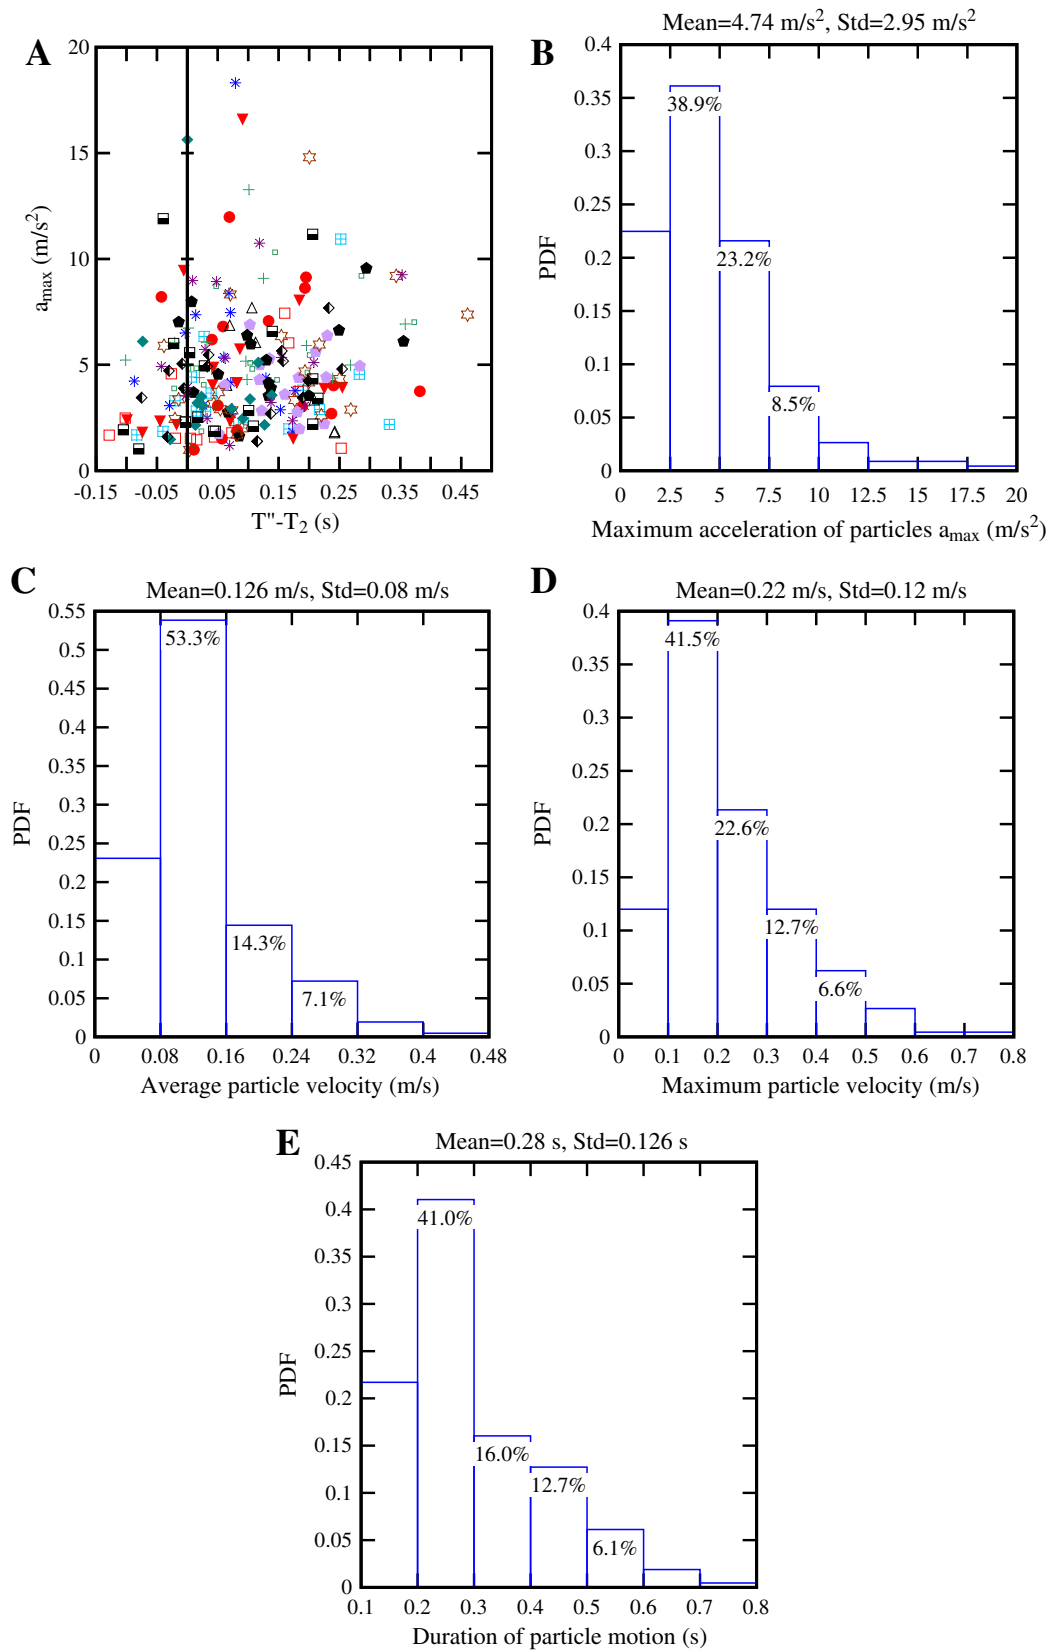 A
20
15
10
5
0
a_max (m/s²)
-0.15 -0.05 0.05 0.15 0.25 0.35 0.45
T"-T₂ (s)
Mean=4.74 m/s², Std=2.95 m/s²
B
0.4
0.35
0.3
0.25
0.2
0.15
0.1
0.05
0
PDF
38.9%
23.2%
8.5%
0 2.5 5 7.5 10 12.5 15 17.5 20
Maximum acceleration of particles a_max (m/s²)
C
Mean=0.126 m/s, Std=0.08 m/s
0.55
0.5
0.45
0.4
0.35
0.3
0.25
0.2
0.15
0.1
0.05
0
PDF
53.3%
14.3%
7.1%
0 0.08 0.16 0.24 0.32 0.4 0.48
Average particle velocity (m/s)
D
Mean=0.22 m/s, Std=0.12 m/s
0.4
0.35
0.3
0.25
0.2
0.15
0.1
0.05
0
PDF
41.5%
22.6%
12.7%
6.6%
0 0.1 0.2 0.3 0.4 0.5 0.6 0.7 0.8
Maximum particle velocity (m/s)
E
Mean=0.28 s, Std=0.126 s
0.45
0.4
0.35
0.3
0.25
0.2
0.15
0.1
0.05
0
PDF
41.0%
16.0%
12.7%
6.1%
0.1 0.2 0.3 0.4 0.5 0.6 0.7 0.8
Duration of particle motion (s)